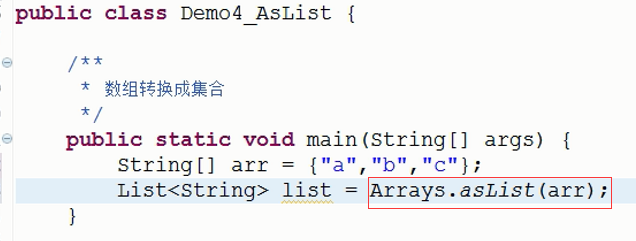 public class Demo4_AsList {
/**
* 数组转换成集合
*/
public static void main(String[] args) {
String[] arr = {"a","b","c"};
List<String> list = Arrays.asList(arr);
}